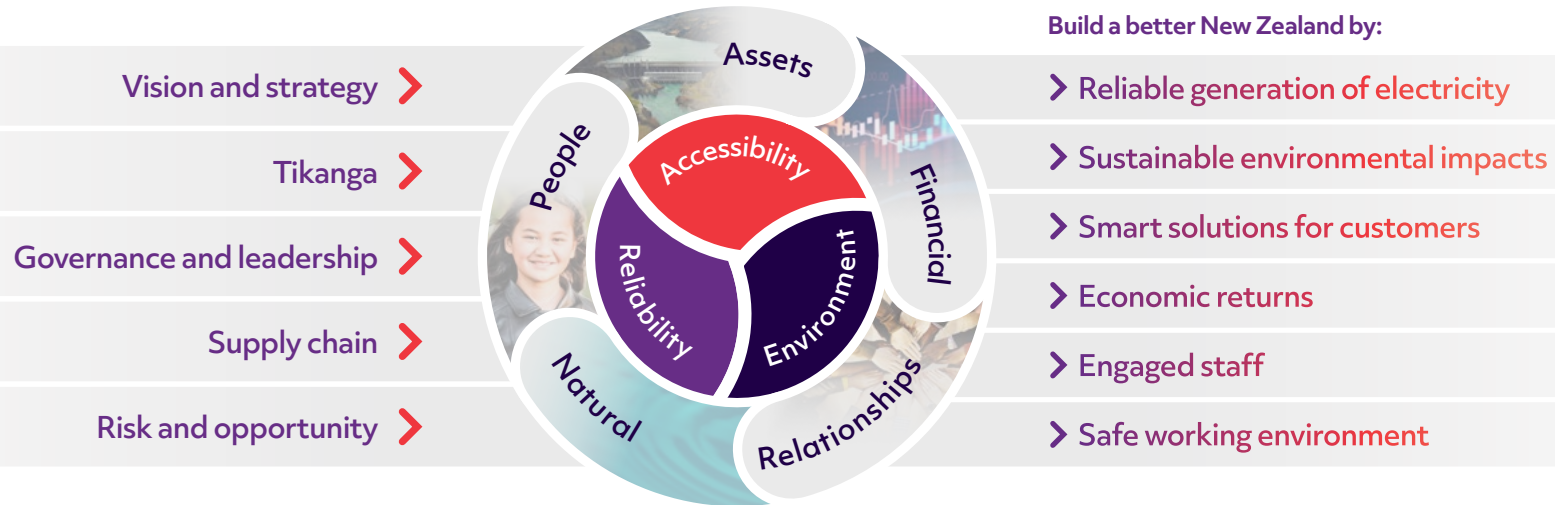 Vision and strategy
Tikanga
Governance and leadership
Supply chain
Risk and opportunity
Assets
Financial
Relationships
Natural
People
Accessibility
Environment
Reliability
Build a better New Zealand by:
Reliable generation of electricity
Sustainable environmental impacts
Smart solutions for customers
Economic returns
Engaged staff
Safe working environment